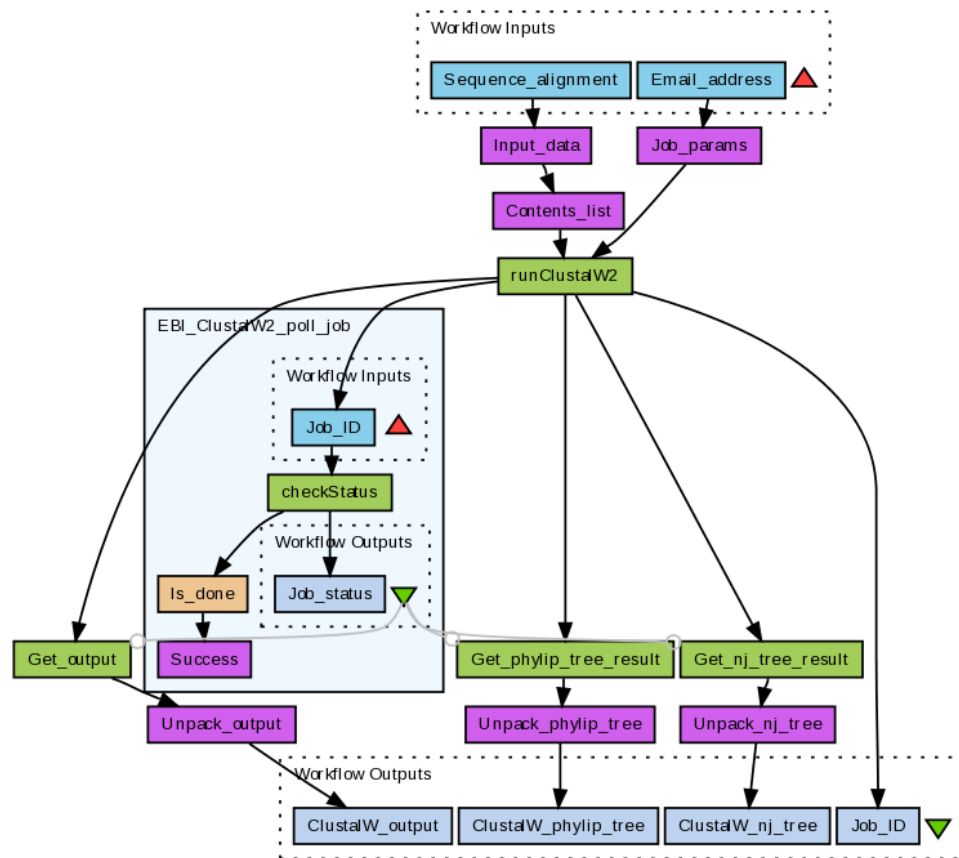 Workflow Inputs
Sequence_alignment
Email_address
Input_data
Job_params
Contents_list
runClustalW2
EBI_ClustalW2_poll_job
Workflow Inputs
Job_ID
checkStatus
Workflow Outputs
Is_done
Job_status
Get_output
Success
Get_phylip_tree_result
Get_nj_tree_result
Unpack_output
Unpack_phylip_tree
Unpack_nj_tree
Workflow Outputs
ClustalW_output
ClustalW_phylip_tree
ClustalW_nj_tree
Job_ID